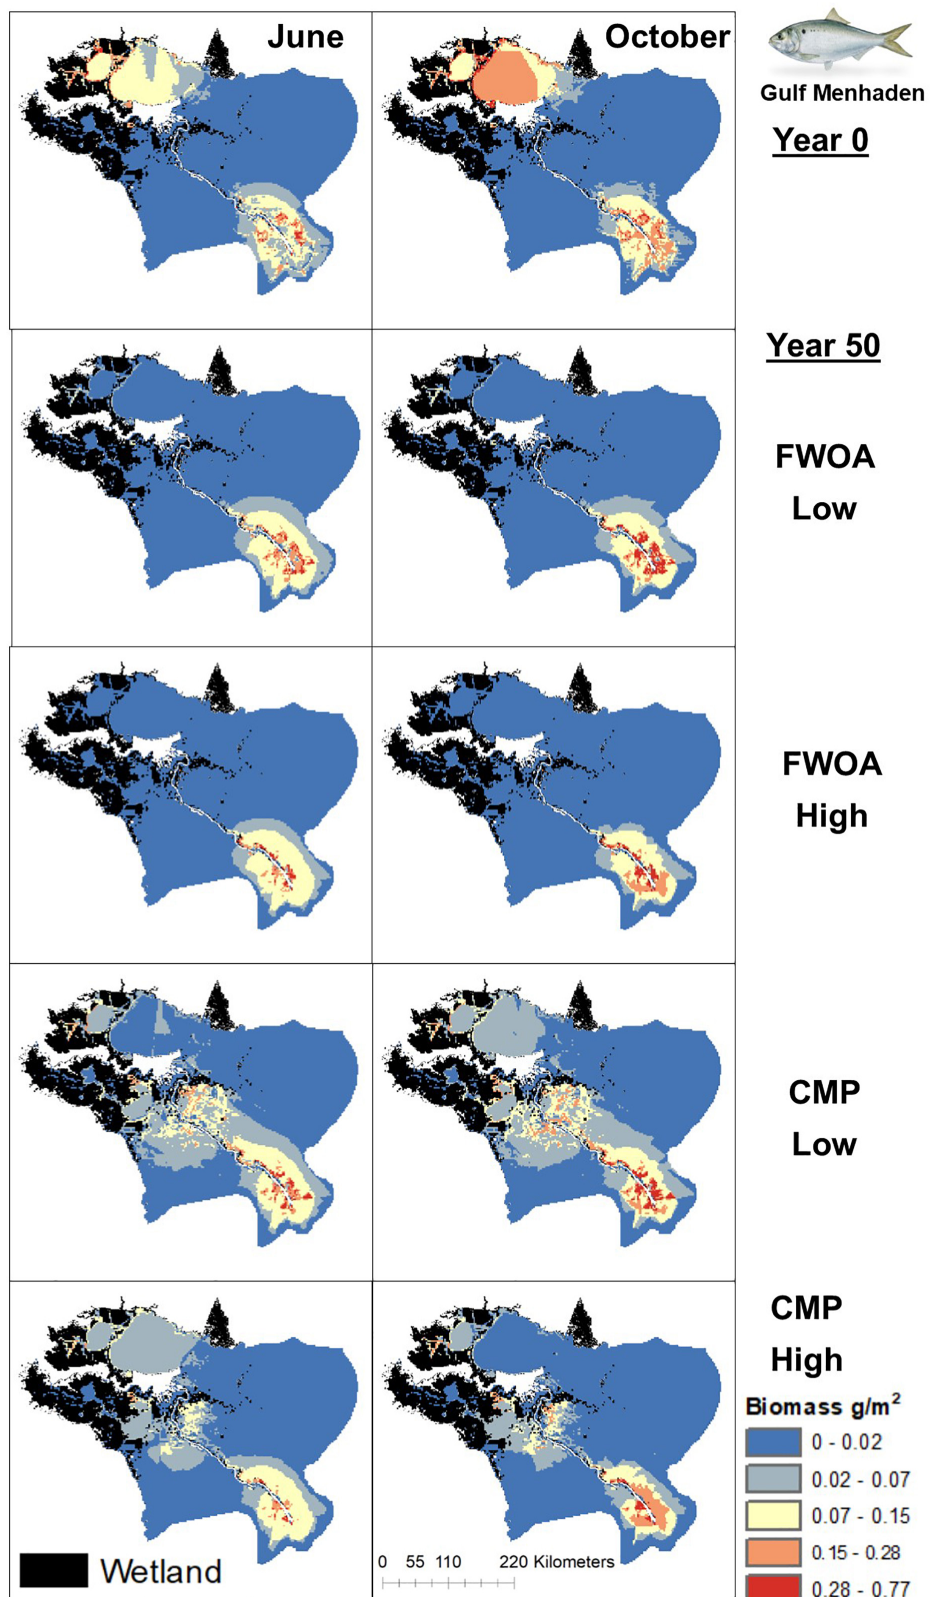 June
October
Gulf Menhaden
Year 0
Year 50
FWOA
Low
FWOA
High
CMP
Low
CMP
High
Biomass g/m²
0 - 0.02
0.02 - 0.07
0.07 - 0.15
0.15 - 0.28
0.28 - 0.77
Wetland
0 55 110 220 Kilometers